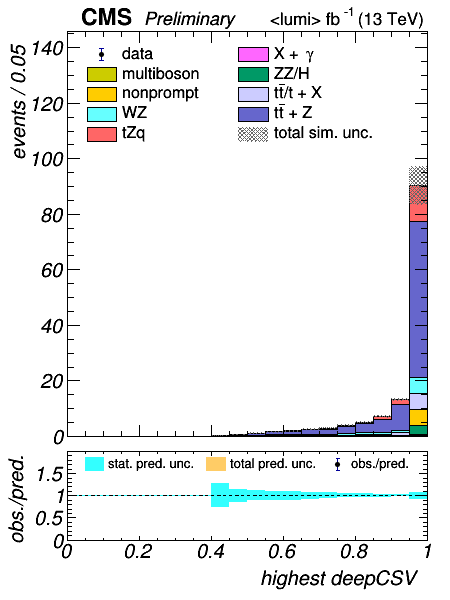 CMS Preliminary <lumi> fb⁻¹ (13 TeV)
events / 0.05
140
120
100
80
60
40
20
0
data
multiboson
nonprompt
WZ
tZq
X + γ
ZZ/H
tt̄/t + X
tt̄ + Z
total sim. unc.
obs./pred.
1.5
1
0.5
0
stat. pred. unc. total pred. unc. obs./pred.
0 0.2 0.4 0.6 0.8 1
highest deepCSV